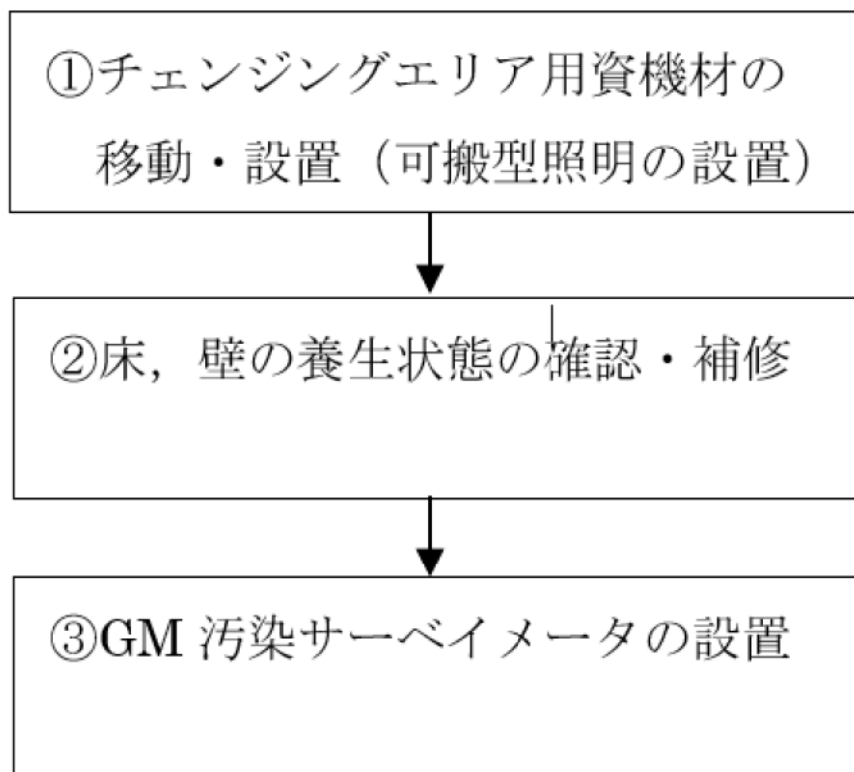 ①チェンジングエリア用資機材の
移動・設置（可搬型照明の設置）
②床，壁の養生状態の確認・補修
③GM 汚染サーベイメータの設置